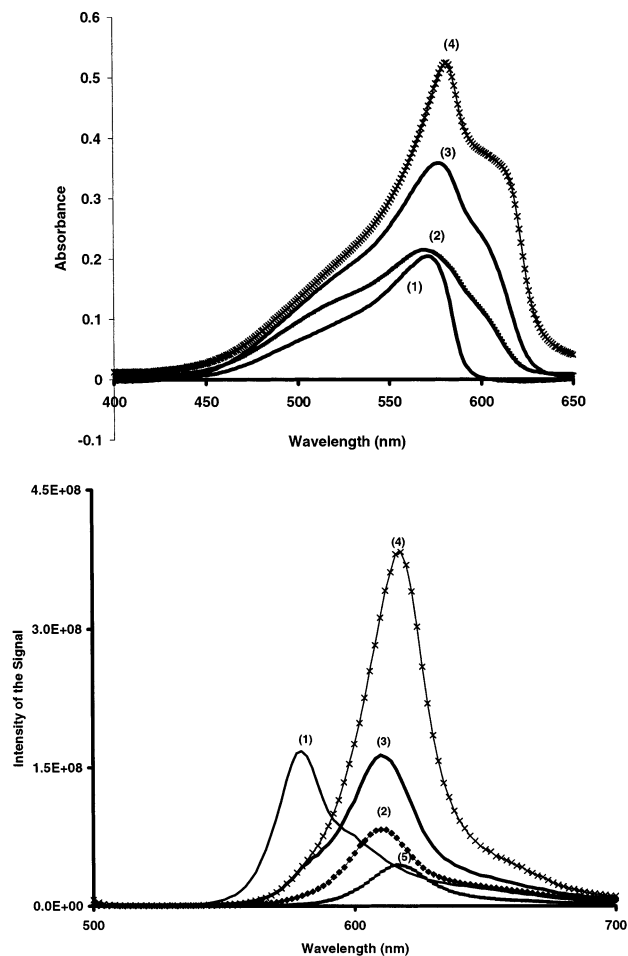 0.6
(4)
0.5
0.4
(3)
0.3
(2)
0.2
(1)
0.1
0
400 450 500 550 600 650
-0.1
Absorbance
Wavelength (nm)
4.5E+08
(4)
3.0E+08
(1) (3)
1.5E+08
(2)
(5)
0.0E+00
500 600 700
Intensity of the Signal
Wavelength (nm)